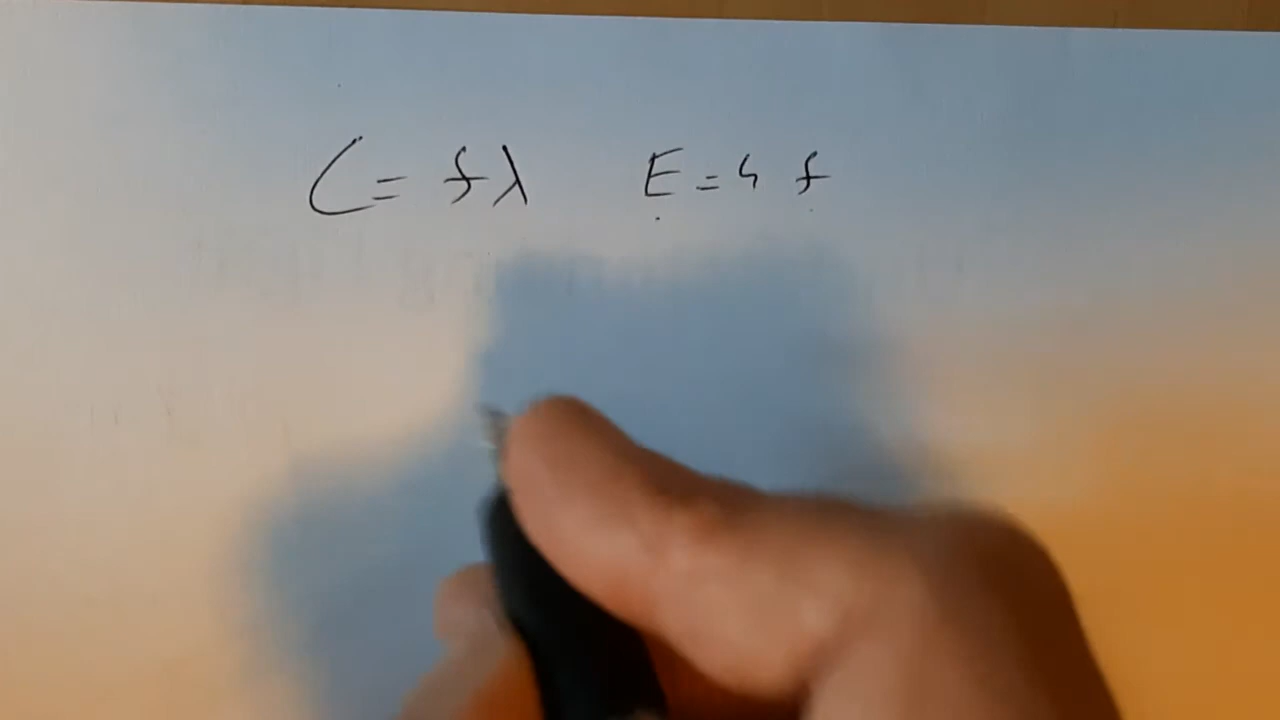 C = fλ E = h f